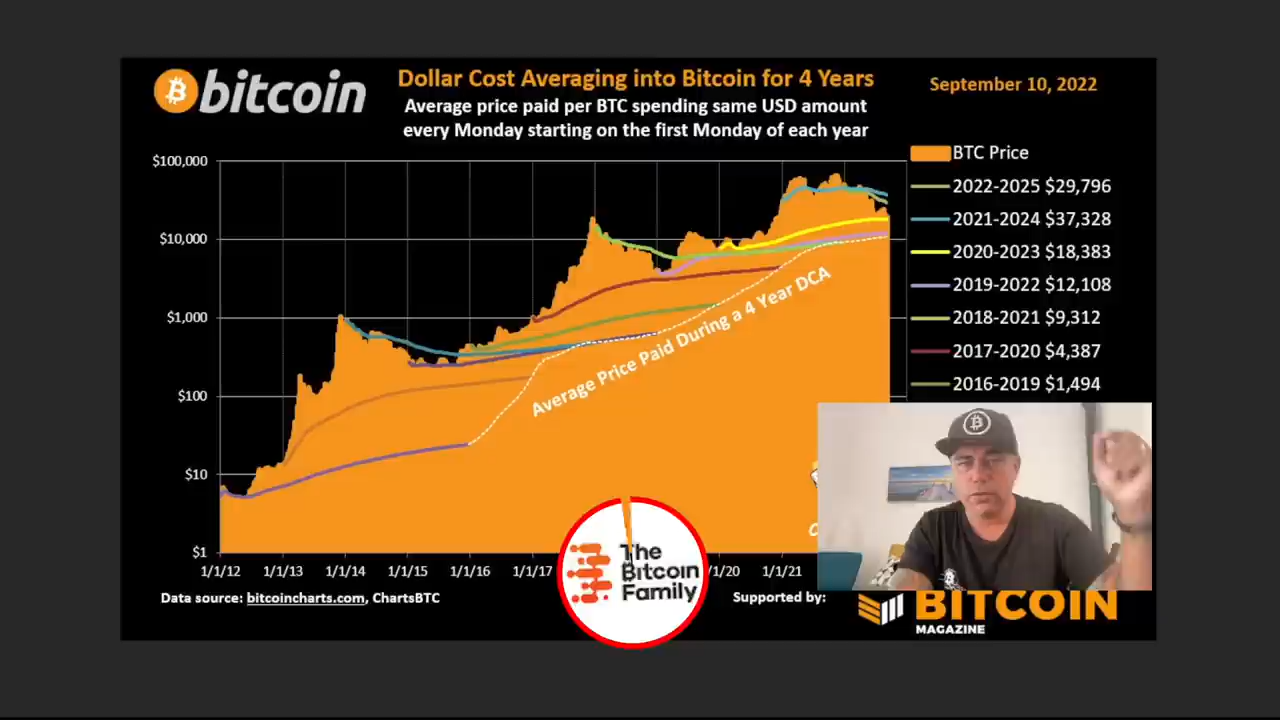 bitcoin
Dollar Cost Averaging into Bitcoin for 4 Years
Average price paid per BTC spending same USD amount
every Monday starting on the first Monday of each year
September 10, 2022
$100,000
$10,000
$1,000
$100
$10
$1
BTC Price
2022-2025 $29,796
2021-2024 $37,328
2020-2023 $18,383
2019-2022 $12,108
2018-2021 $9,312
2017-2020 $4,387
2016-2019 $1,494
Average Price Paid During a 4 Year DCA
1/1/12 1/1/13 1/1/14 1/1/15 1/1/16 1/1/17 1/20 1/1/21
The
Bitcoin
Family
Data source: bitcoincharts.com, ChartsBTC
Supported by:
BITCOIN
MAGAZINE